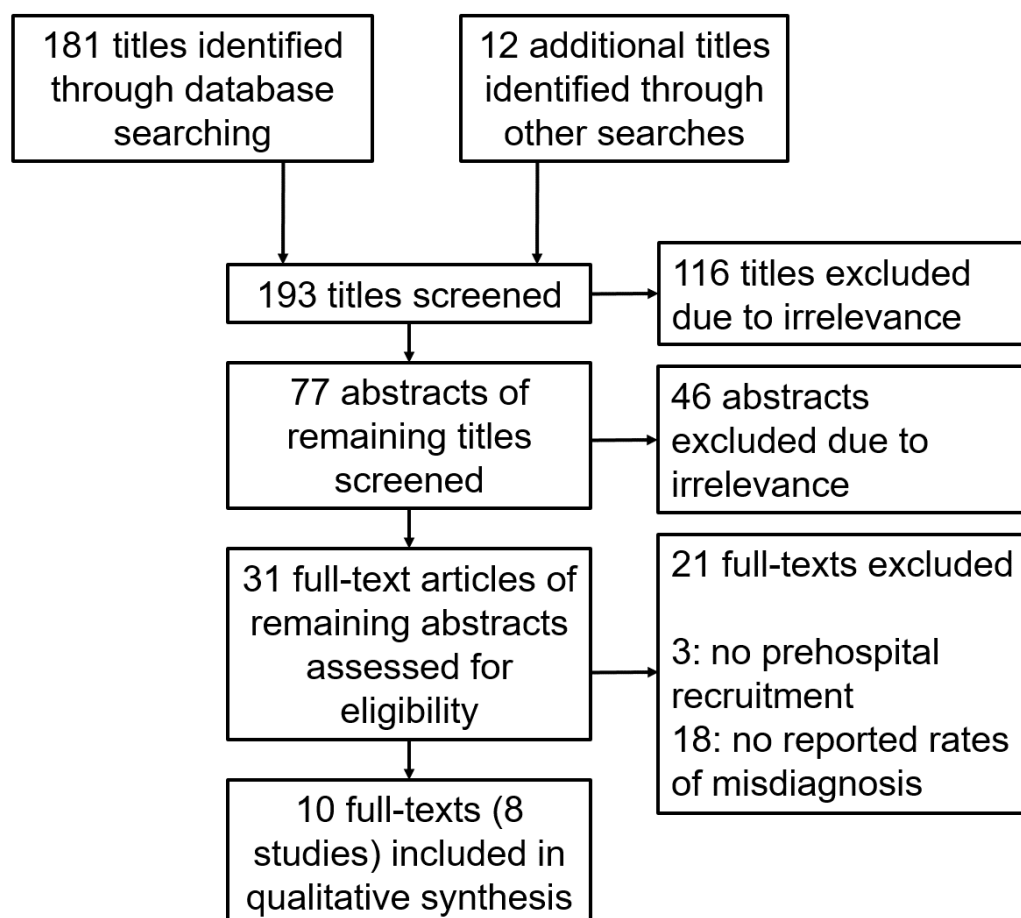 181 titles identified
through database
searching
12 additional titles
identified through
other searches
193 titles screened
116 titles excluded
due to irrelevance
77 abstracts of
remaining titles
screened
46 abstracts
excluded due to
irrelevance
31 full-text articles of
remaining abstracts
assessed for
eligibility
21 full-texts excluded
3: no prehospital
recruitment
18: no reported rates
of misdiagnosis
10 full-texts (8
studies) included in
qualitative synthesis